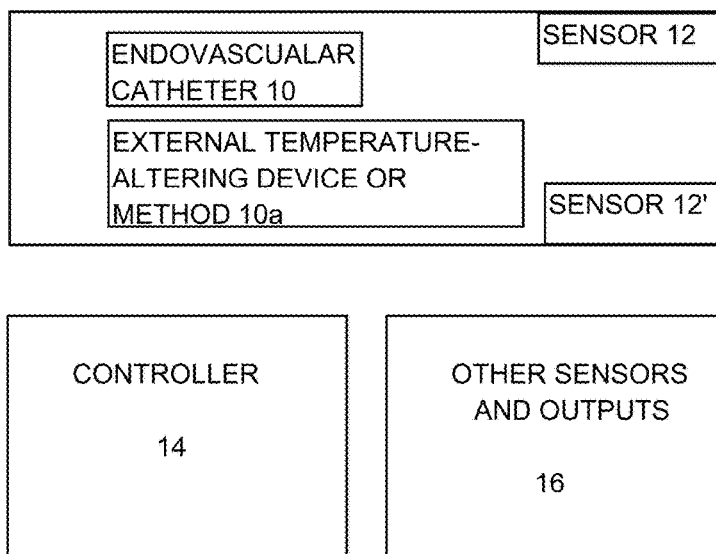 ENDOVASCUALAR
CATHETER 10
SENSOR 12
EXTERNAL TEMPERATURE-
ALTERING DEVICE OR
METHOD 10a
SENSOR 12'
CONTROLLER
14
OTHER SENSORS
AND OUTPUTS
16